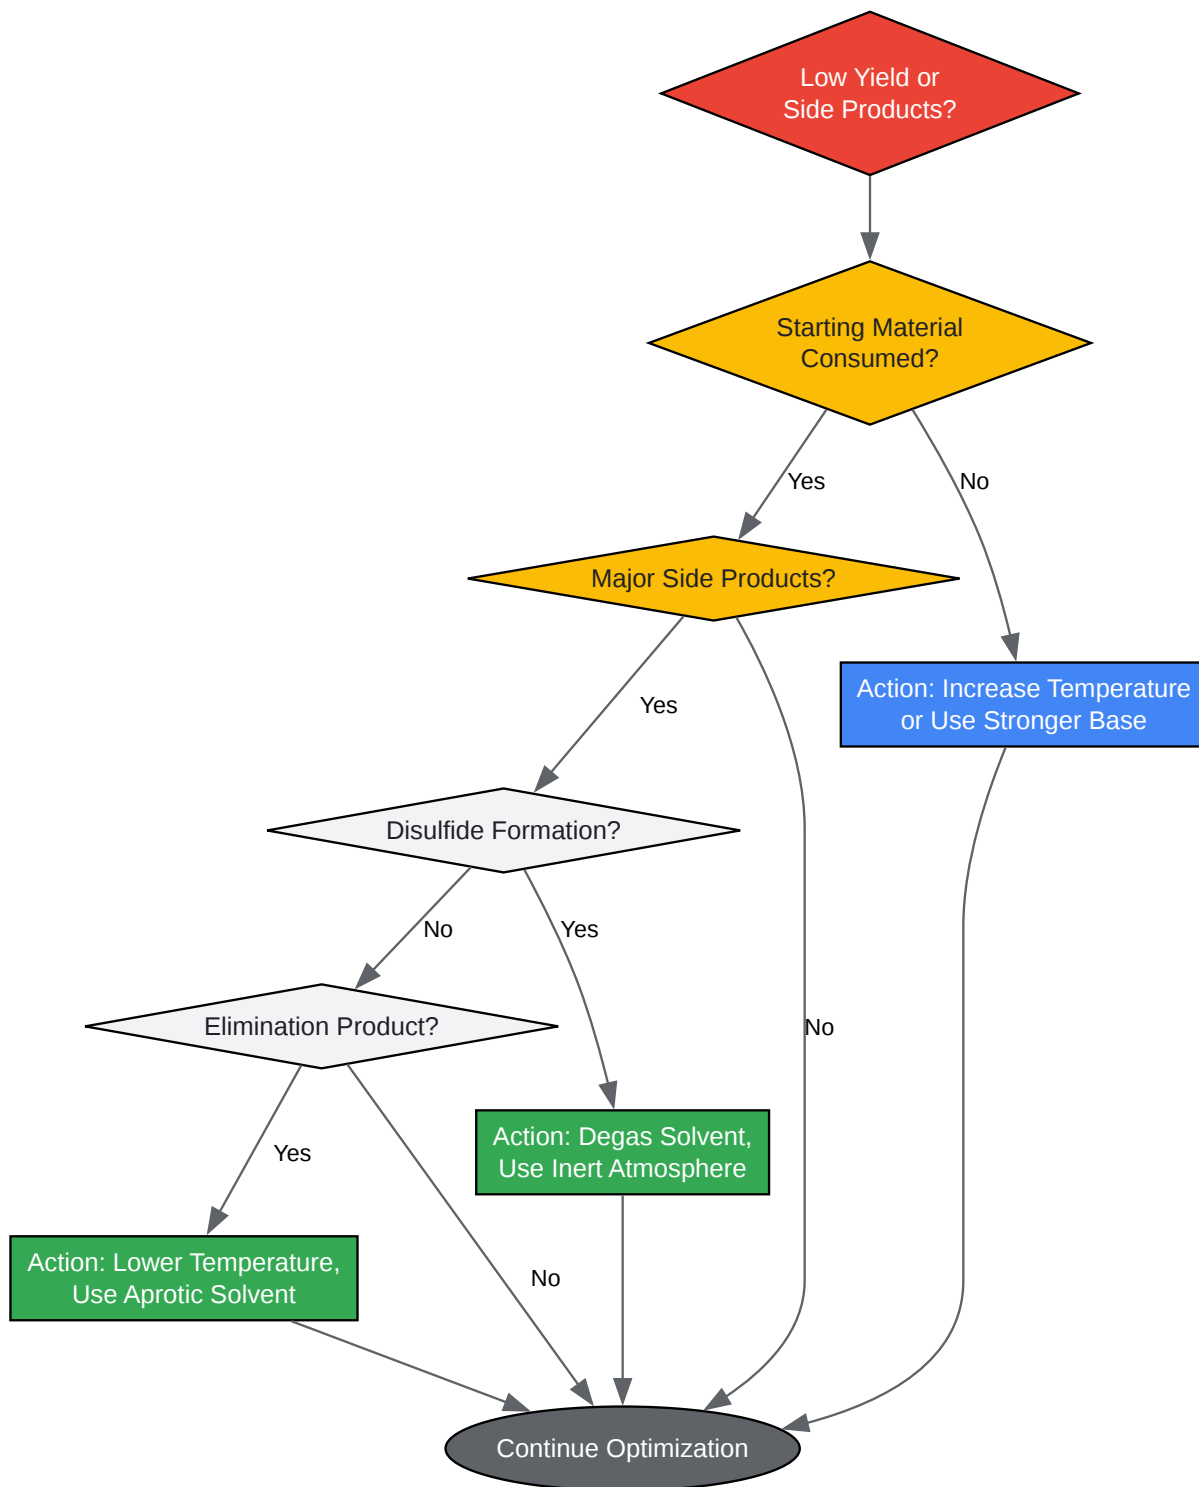 Low Yield or
Side Products?
Starting Material
Consumed?
Yes
No
Major Side Products?
Action: Increase Temperature
or Use Stronger Base
Yes
Disulfide Formation?
No
Yes
Elimination Product?
No
Action: Degas Solvent,
Use Inert Atmosphere
Yes
Action: Lower Temperature,
Use Aprotic Solvent
No
Continue Optimization